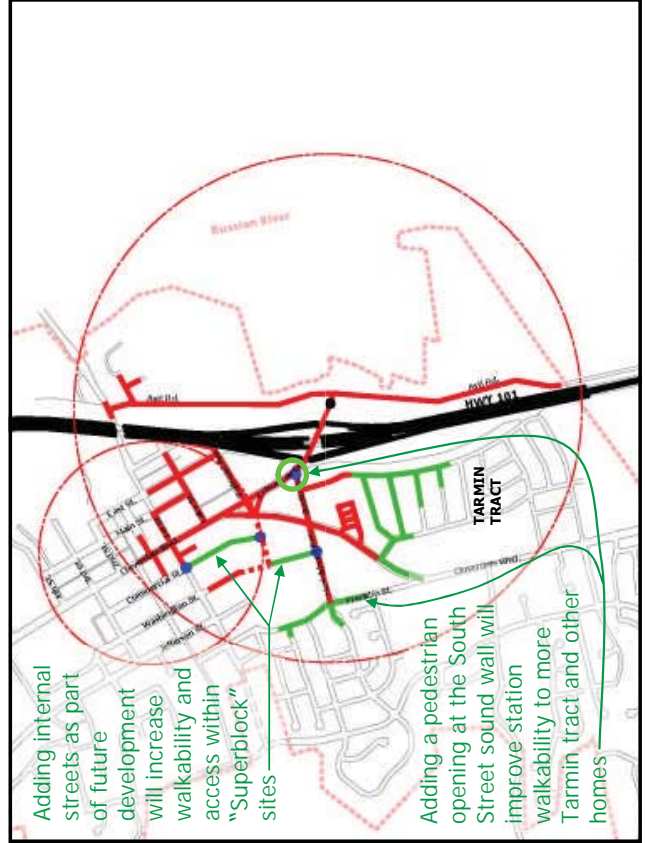 Adding internal
streets as part
of future
development
will increase
walkability and
access within
“Superblock”
sites
Adding a pedestrian
opening at the South
Street sound wall will
improve station
walkability to more
Tarmin tract and other
homes
Russian River
HWY 101
TARMIN
TRACT
Asti Rd.
Asti Rd.
East St.
Main St.
Commercial St.
Washington St.
Jefferson St.
Franklin St.
Cloverdale Blvd.